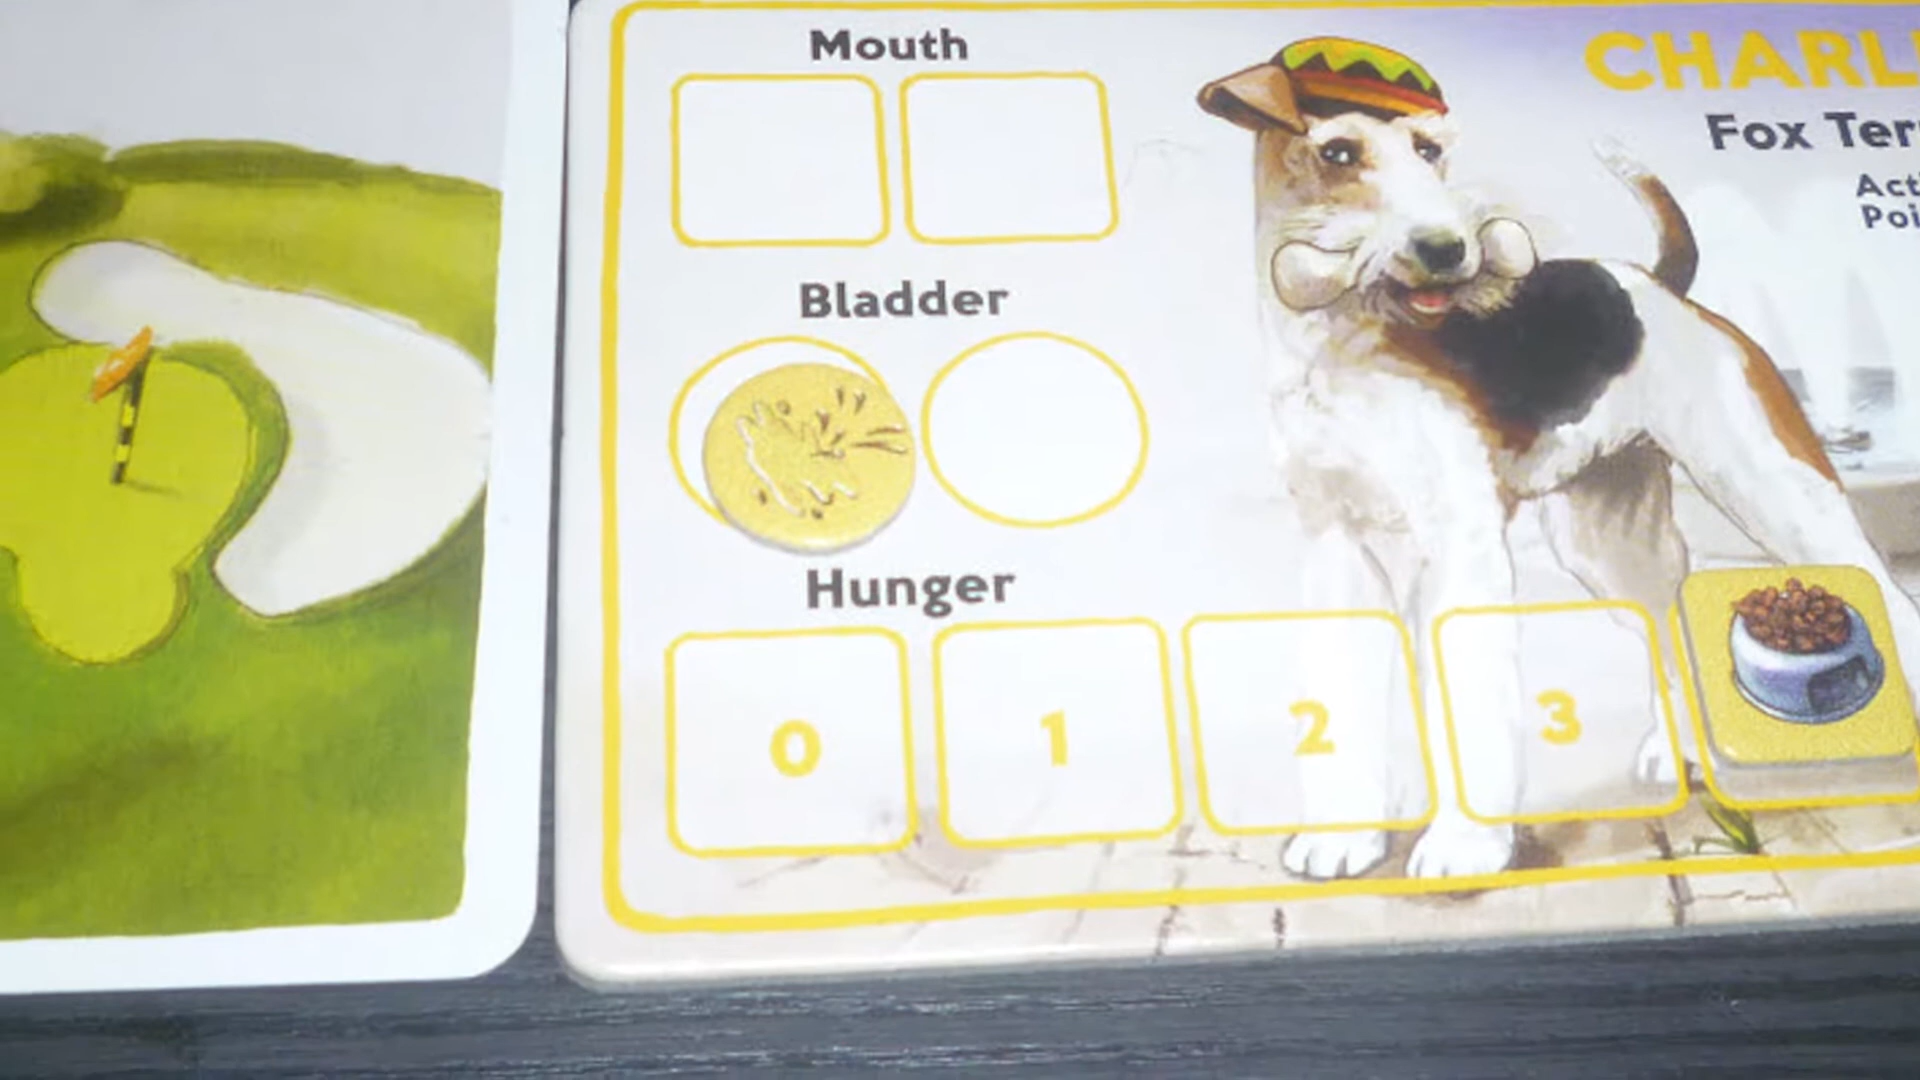 Mouth
CHARL
Fox Ter
Act
Poi
Bladder
Hunger
0 1 2 3